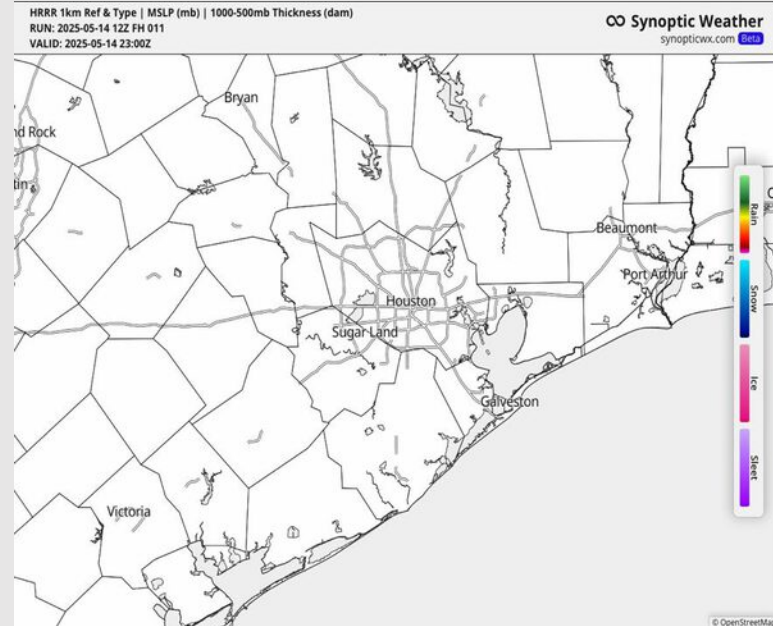 HRRR 1km Ref & Type | MSLP (mb) | 1000-500mb Thickness (dam)
RUN: 2025-05-14 12Z FH 011
VALID: 2025-05-14 23:00Z
Synoptic Weather
synopticwx.com Beta
Bryan
nd Rock
tin
Beaumont
Port Arthur
Houston
Sugar Land
Galveston
Victoria
Rain
Snow
Ice
Sleet
© OpenStreetMa